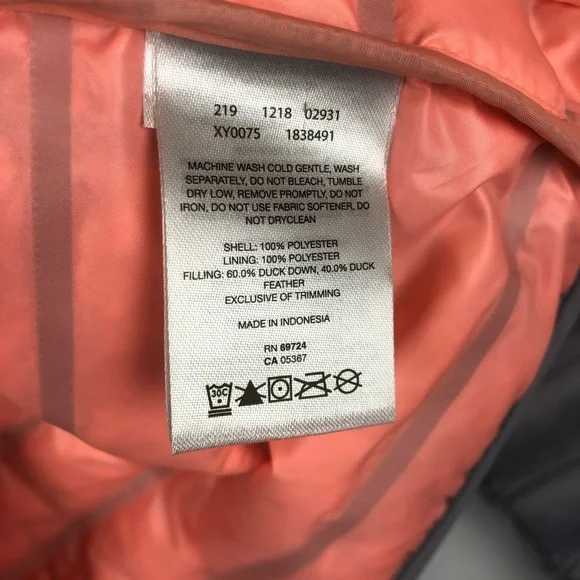 219 1218 02931
XY0075 1838491
MACHINE WASH COLD GENTLE, WASH
SEPARATELY, DO NOT BLEACH, TUMBLE
DRY LOW, REMOVE PROMPTLY, DO NOT
IRON, DO NOT USE FABRIC SOFTENER, DO
NOT DRYCLEAN
SHELL: 100% POLYESTER
LINING: 100% POLYESTER
FILLING: 60.0% DUCK DOWN, 40.0% DUCK
FEATHER
EXCLUSIVE OF TRIMMING
MADE IN INDONESIA
RN 69724
CA 05367
30C